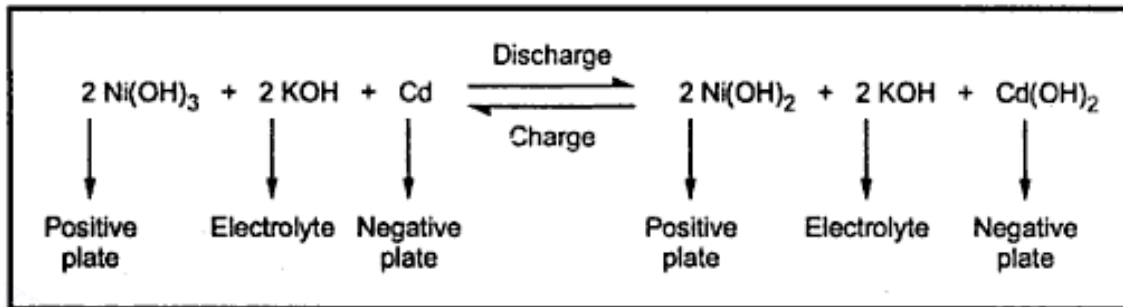 Discharge
2 Ni(OH)₃ + 2 KOH + Cd ⇌ 2 Ni(OH)₂ + 2 KOH + Cd(OH)₂
Charge
Positive plate Electrolyte Negative plate Positive plate Electrolyte Negative plate